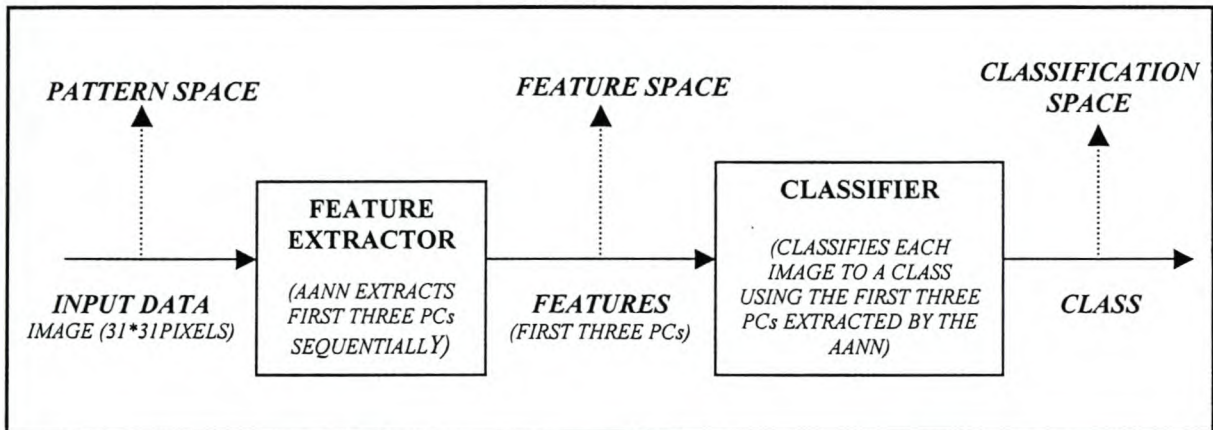 PATTERN SPACE
FEATURE SPACE
CLASSIFICATION
SPACE
FEATURE
EXTRACTOR
(AANN EXTRACTS
FIRST THREE PCs
SEQUENTIALLY)
CLASSIFIER
(CLASSIFIES EACH
IMAGE TO A CLASS
USING THE FIRST THREE
PCs EXTRACTED BY THE
AANN)
INPUT DATA
IMAGE (31*31PIXELS)
FEATURES
(FIRST THREE PCs)
CLASS